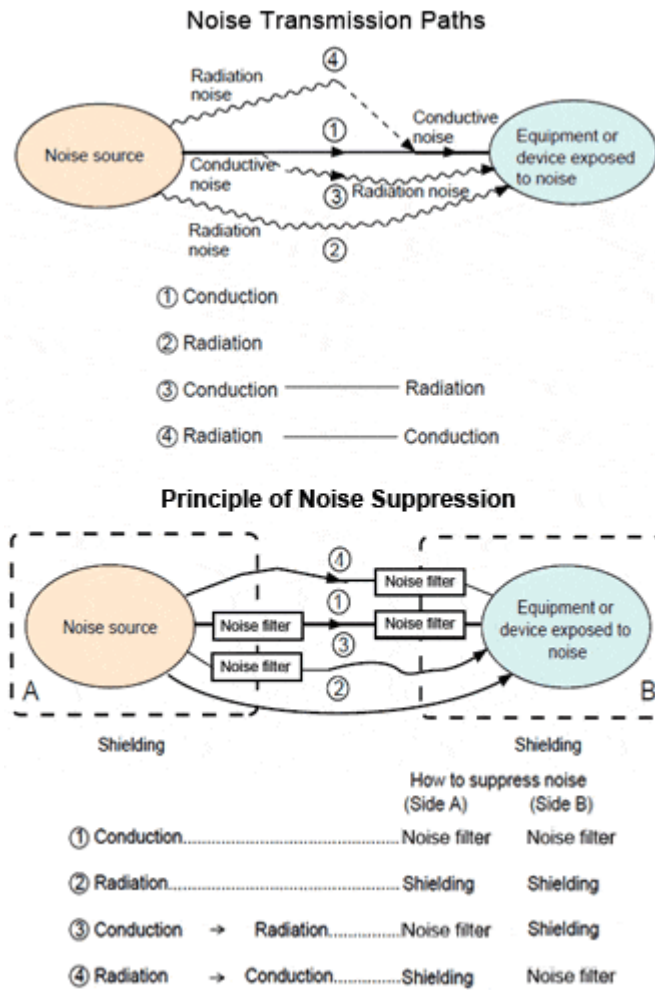 Noise Transmission Paths
④
Radiation
noise
Conductive
noise
①
Noise source
Equipment or
device exposed
to noise
Conductive
noise
③
Radiation noise
Radiation
noise
②
① Conduction
② Radiation
③ Conduction Radiation
④ Radiation Conduction
Principle of Noise Suppression
④
Noise filter
①
Noise source
Noise filter
Noise filter
Equipment or
device exposed to
noise
③
Noise filter
②
A
B
Shielding
Shielding
How to suppress noise
(Side A) (Side B)
① Conduction.......................................Noise filter Noise filter
② Radiation.........................................Shielding Shielding
③ Conduction → Radiation............Noise filter Shielding
④ Radiation → Conduction...........Shielding Noise filter